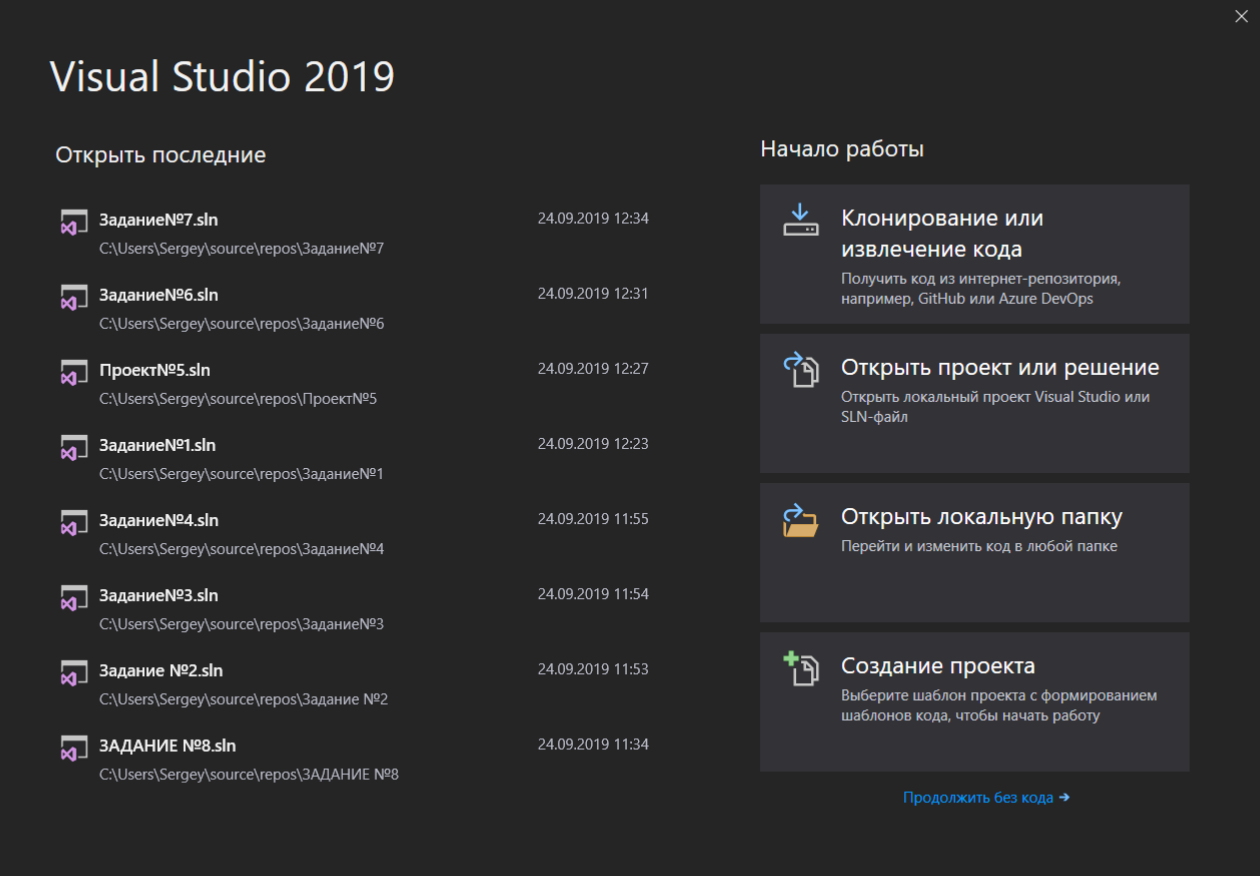 Visual Studio 2019
Открыть последние
Задание№7.sln
24.09.2019 12:34
C:\Users\Sergey\source\repos\Задание№7
Задание№6.sln
24.09.2019 12:31
C:\Users\Sergey\source\repos\Задание№6
Проект№5.sln
24.09.2019 12:27
C:\Users\Sergey\source\repos\Проект№5
Задание№1.sln
24.09.2019 12:23
C:\Users\Sergey\source\repos\Задание№1
Задание№4.sln
24.09.2019 11:55
C:\Users\Sergey\source\repos\Задание№4
Задание№3.sln
24.09.2019 11:54
C:\Users\Sergey\source\repos\Задание№3
Задание №2.sln
24.09.2019 11:53
C:\Users\Sergey\source\repos\Задание №2
ЗАДАНИЕ №8.sln
24.09.2019 11:34
C:\Users\Sergey\source\repos\ЗАДАНИЕ №8
Начало работы
Клонирование или
извлечение кода
Получить код из интернет-репозитория,
например, GitHub или Azure DevOps
Открыть проект или решение
Открыть локальный проект Visual Studio или
SLN-файл
Открыть локальную папку
Перейти и изменить код в любой папке
Создание проекта
Выберите шаблон проекта с формированием
шаблонов кода, чтобы начать работу
Продолжить без кода →